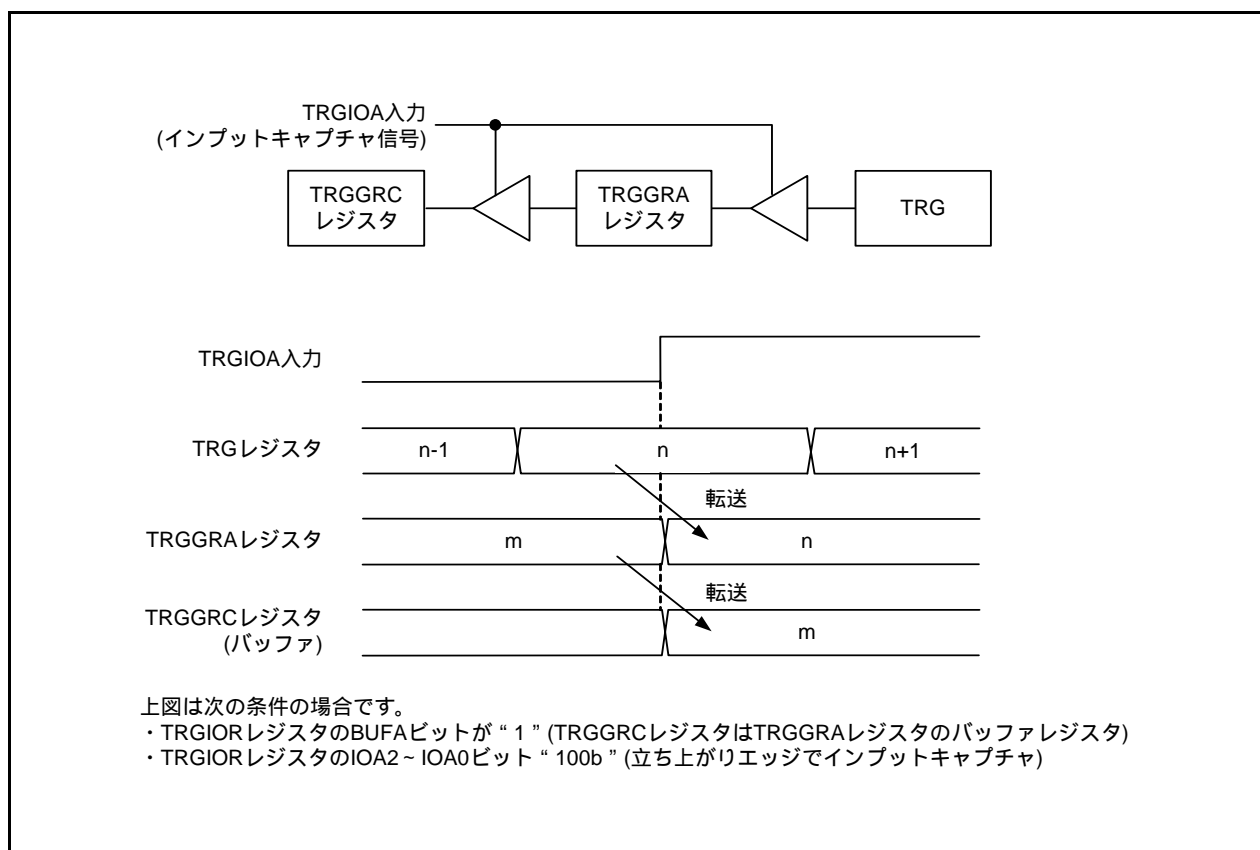 TRGIOA入力
(インプットキャプチャ信号)
TRGGRC
レジスタ
TRGGRA
レジスタ
TRG
TRGIOA入力
TRGレジスタ
n-1
n
n+1
転送
TRGGRAレジスタ
m
n
転送
TRGGRCレジスタ
(バッファ)
m
上図は次の条件の場合です。
・TRGIORレジスタのBUFAビットが“1”(TRGGRCレジスタはTRGGRAレジスタのバッファレジスタ)
・TRGIORレジスタのIOA2~IOA0ビット“100b”(立ち上がりエッジでインプットキャプチャ)